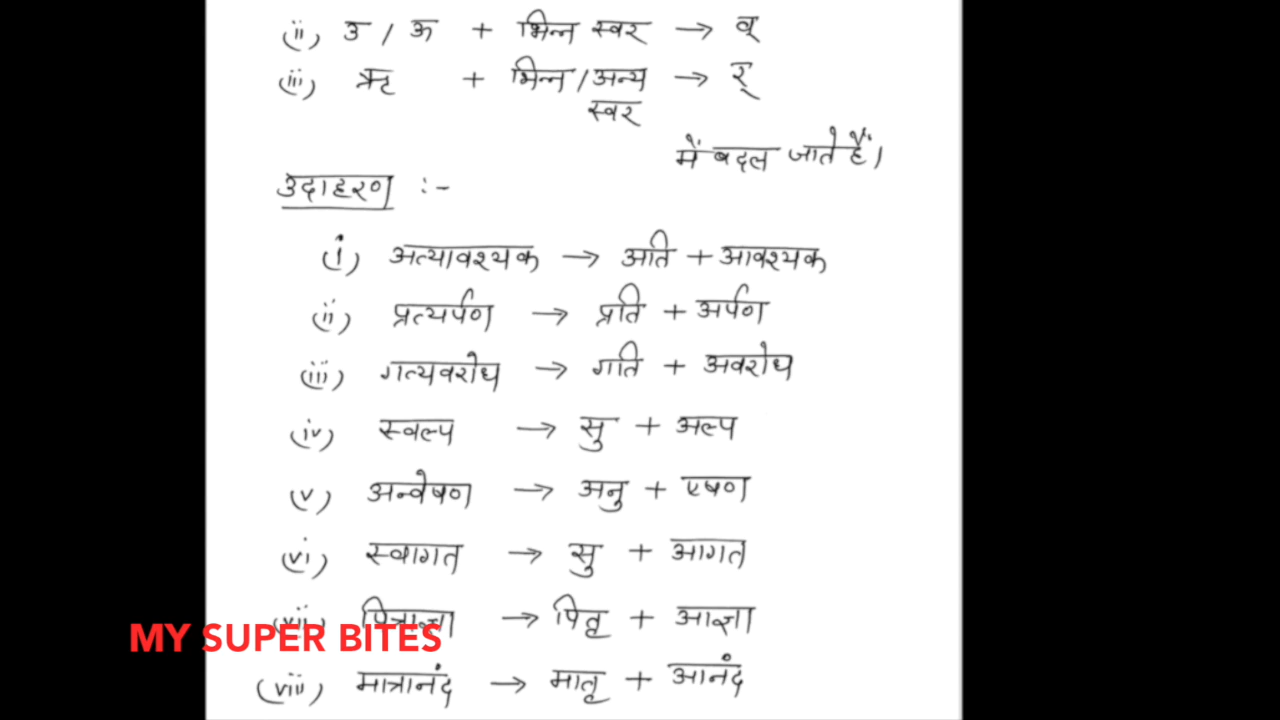 (ii) उ / ऊ + भिन्न स्वर → व्
(iii) ऋ + भिन्न / अन्य → र्
स्वर
में बदल जाते हैं।
उदाहरण :-
(i) अत्यावश्यक → अति + आवश्यक
(ii) प्रत्यर्पण → प्रति + अर्पण
(iii) गत्यवरोध → गति + अवरोध
(iv) स्वल्प → सु + अल्प
(v) अन्वेषण → अनु + एषण
(vi) स्वागत → सु + आगत
(vii) पित्राज्ञा → पितृ + आज्ञा
MY SUPER BITES
(viii) मात्रानंद → मातृ + आनंद